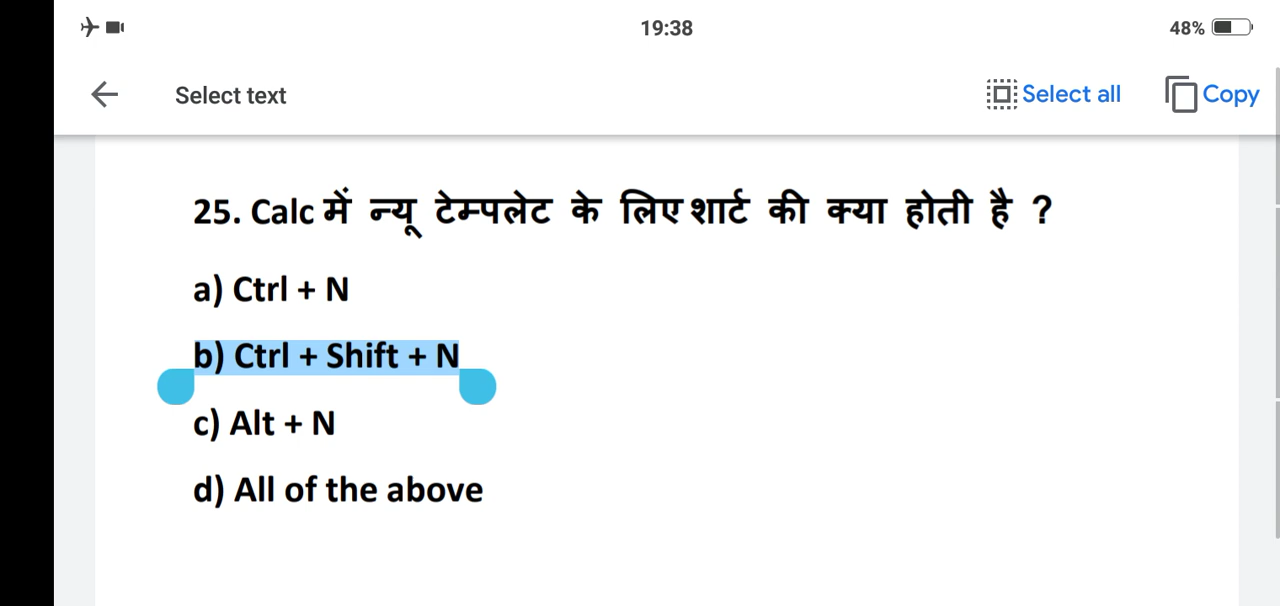 19:38
48%
Select text
Select all
Copy
25. Calc में न्यू टेम्पलेट के लिए शार्ट की क्या होती है ?
a) Ctrl + N
b) Ctrl + Shift + N
c) Alt + N
d) All of the above